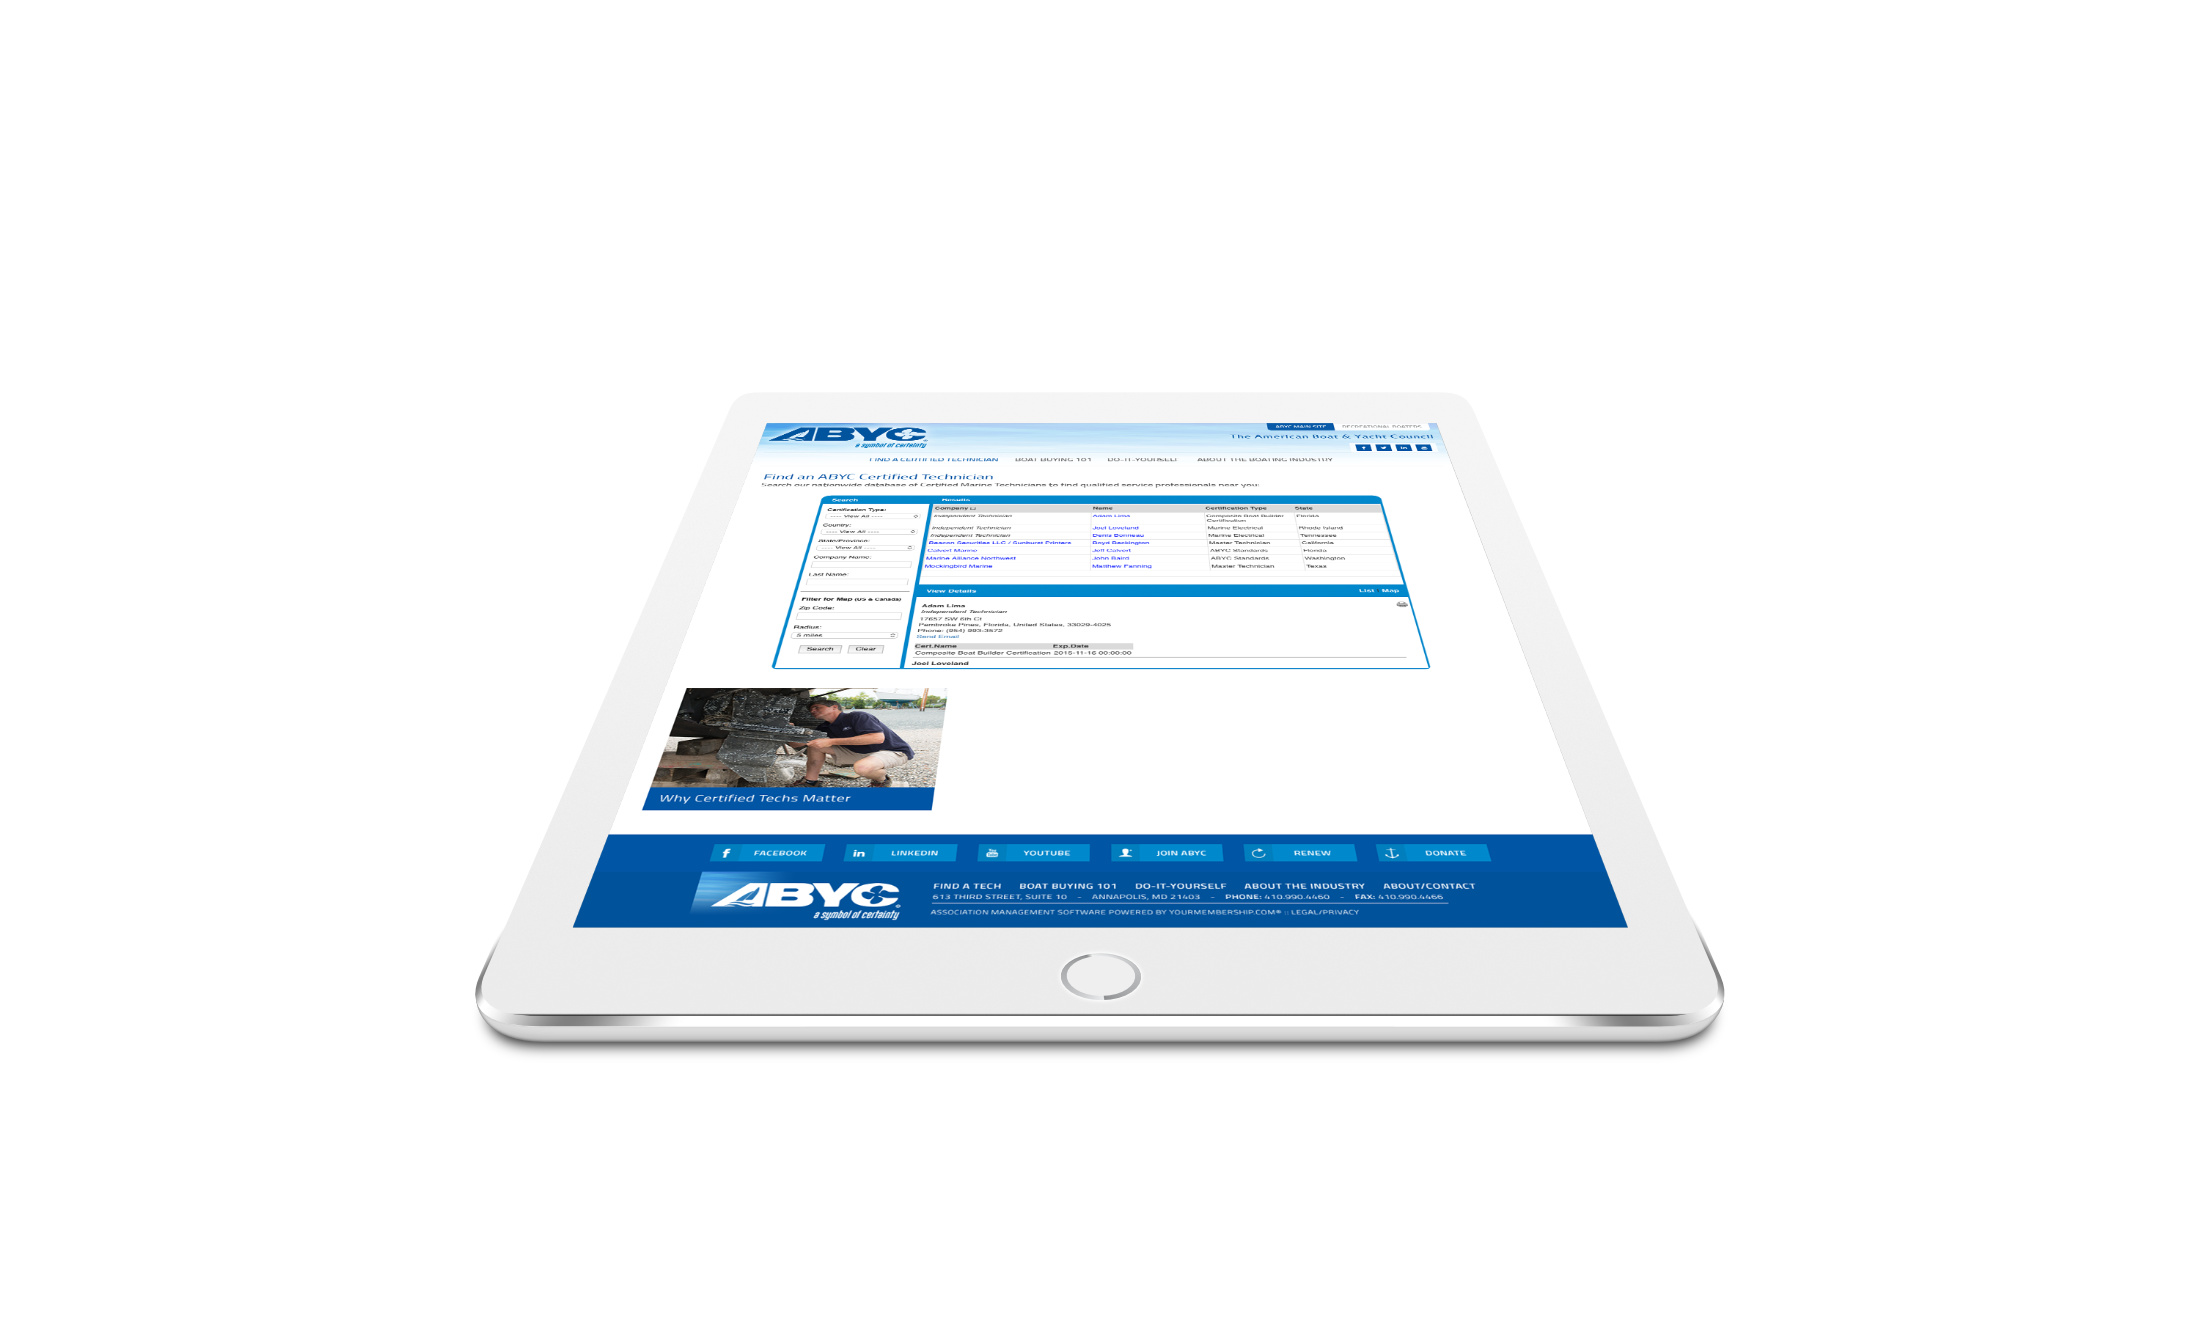 ABYC
a symbol of certainty
ABYC MAIN SITE RECREATIONAL BOATERS
The American Boat & Yacht Council
FIND A CERTIFIED TECHNICIAN BOAT BUYING 101 DO-IT-YOURSELF ABOUT THE BOATING INDUSTRY
Find an ABYC Certified Technician
Search our nationwide database of Certified Marine Technicians to find qualified service professionals near you:
Search
Certification Type:
---- View All ----
Country:
---- View All ----
State/Province:
---- View All ----
Company Name:
Last Name:
Filter for Map (US & Canada)
Zip Code:
Radius:
5 miles
Search Clear
Results
Company Name Certification Type State
Independent Technician Adam Lima Composite Boat Builder Certification Florida
Independent Technician Joel Loveland Marine Electrical Rhode Island
Independent Technician Denis Bonneau Marine Electrical Tennessee
Beacon Securities LLC / Sunburst Printers Boyd Beckington Master Technician California
Calvert Marine Jeff Calvert ABYC Standards Florida
Marine Alliance Northwest John Baird ABYC Standards Washington
Mockingbird Marine Matthew Fanning Master Technician Texas
View Details List Map
Adam Lima
Independent Technician
17657 SW 6th Ct
Pembroke Pines, Florida, United States, 33029-4025
Phone: (954) 993-3572
Send Email
Cert.Name Exp.Date
Composite Boat Builder Certification 2015-11-16 00:00:00
Joel Loveland
Why Certified Techs Matter
FACEBOOK LINKEDIN YOUTUBE JOIN ABYC RENEW DONATE
ABYC
a symbol of certainty
FIND A TECH BOAT BUYING 101 DO-IT-YOURSELF ABOUT THE INDUSTRY ABOUT/CONTACT
613 THIRD STREET, SUITE 10 - ANNAPOLIS, MD 21403 - PHONE: 410.990.4460 - FAX: 410.990.4466
ASSOCIATION MANAGEMENT SOFTWARE POWERED BY YOURMEMBERSHIP.COM® :: LEGAL/PRIVACY